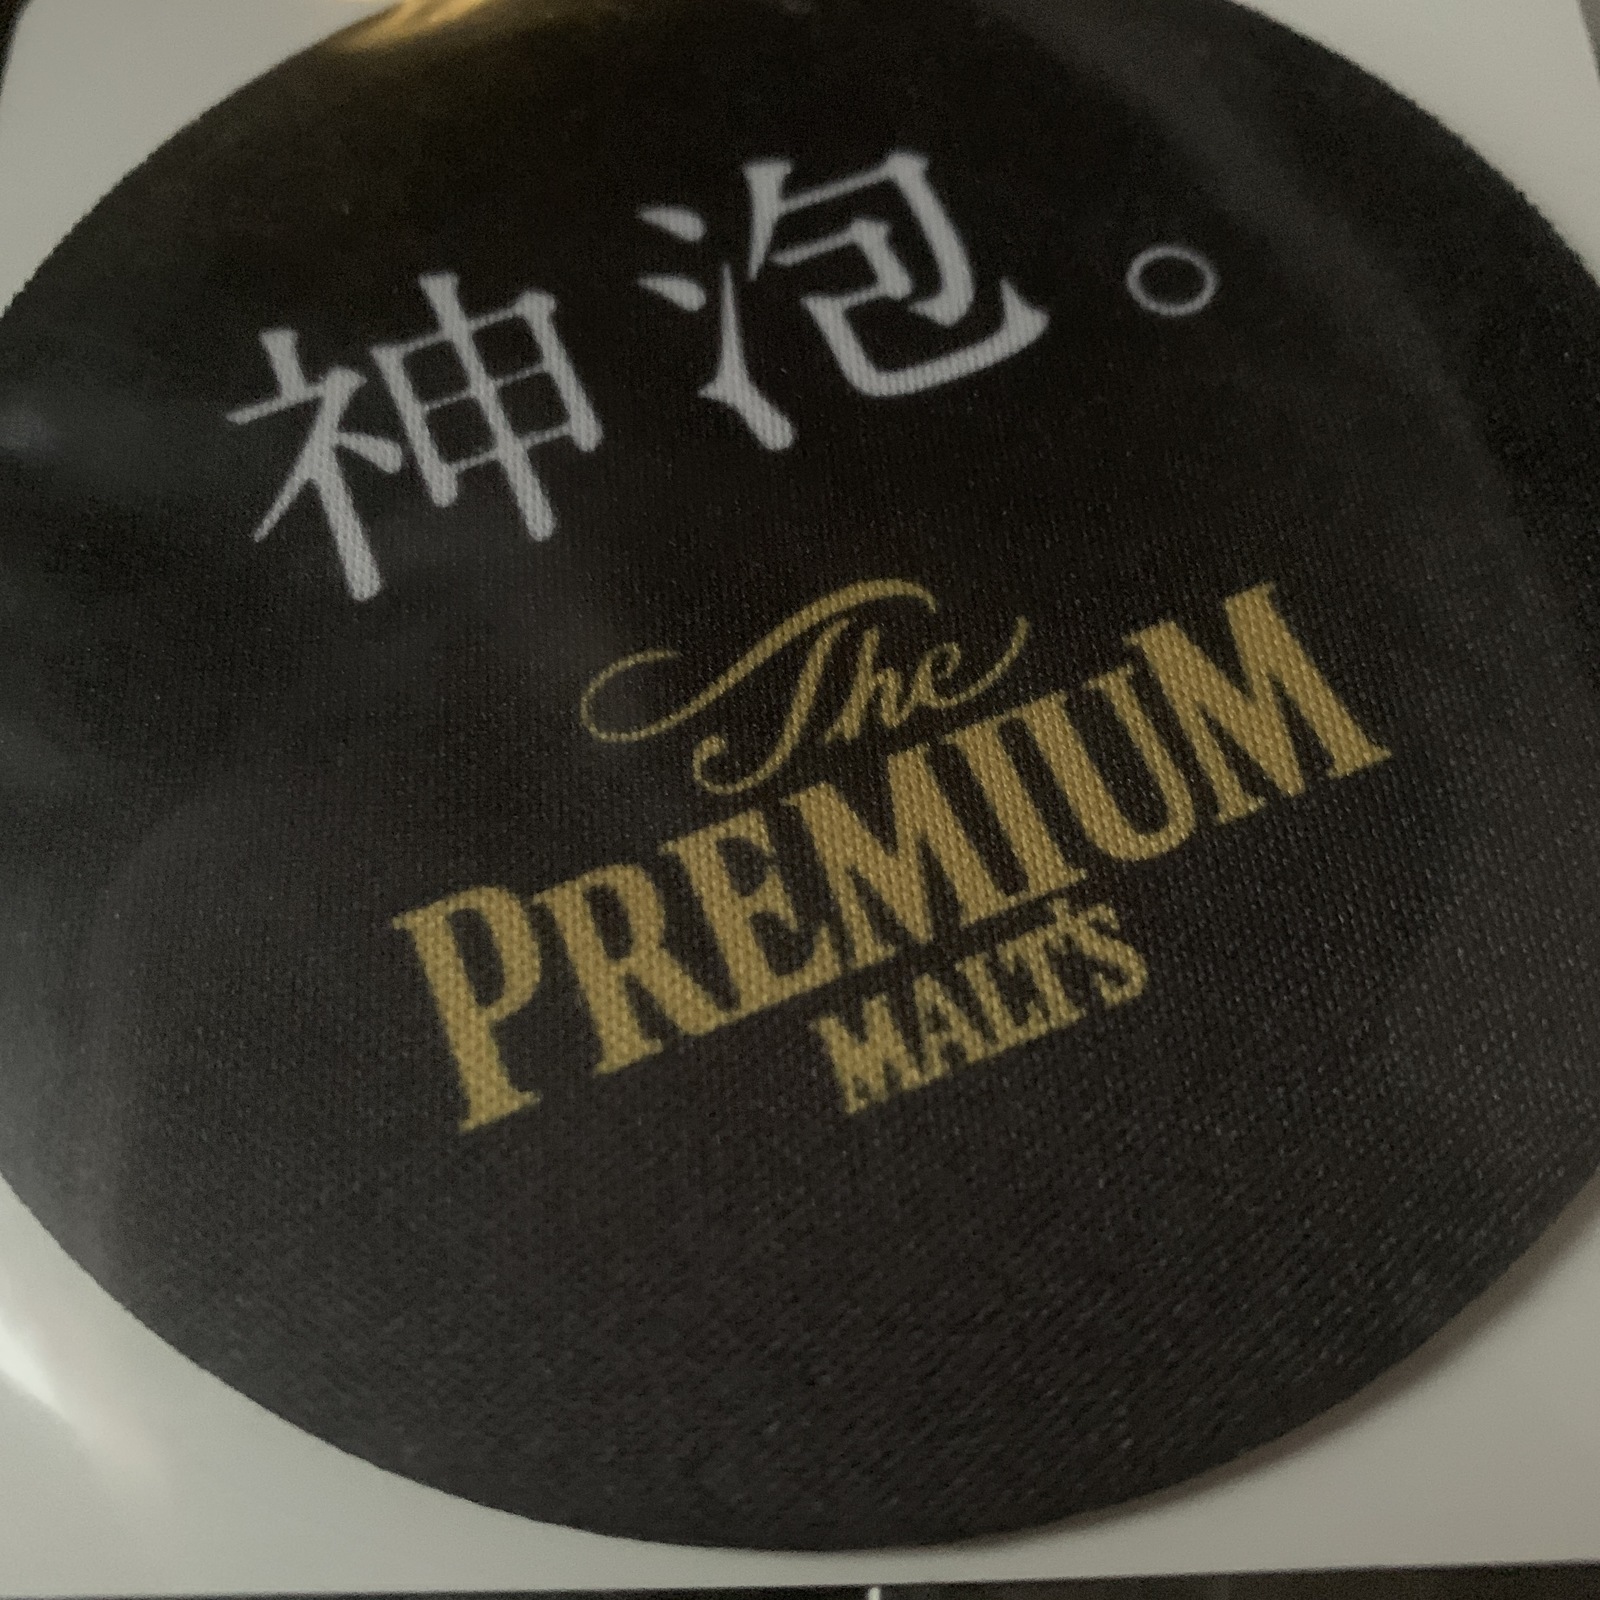 神泡。
The
PREMIUM
MALT'S